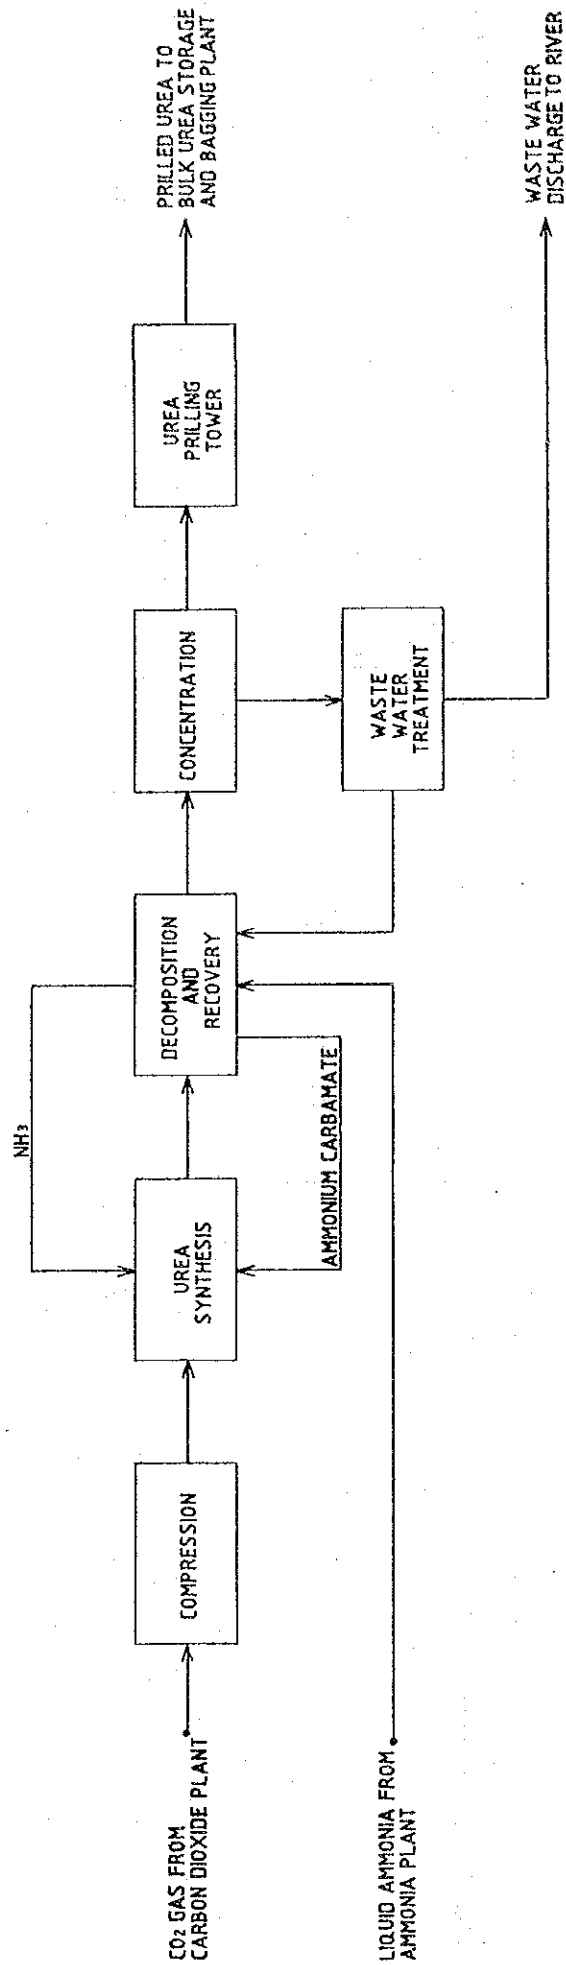 CO2 GAS FROM
CARBON DIOXIDE PLANT
COMPRESSION
NH3
UREA
SYNTHESIS
AMMONIUM CARBAMATE
DECOMPOSITION
AND
RECOVERY
CONCENTRATION
UREA
PRILLING
TOWER
PRILLED UREA TO
BULK UREA STORAGE
AND BAGGING PLANT
LIQUID AMMONIA FROM
AMMONIA PLANT
WASTE
WATER
TREATMENT
WASTE WATER
DISCHARGE TO RIVER